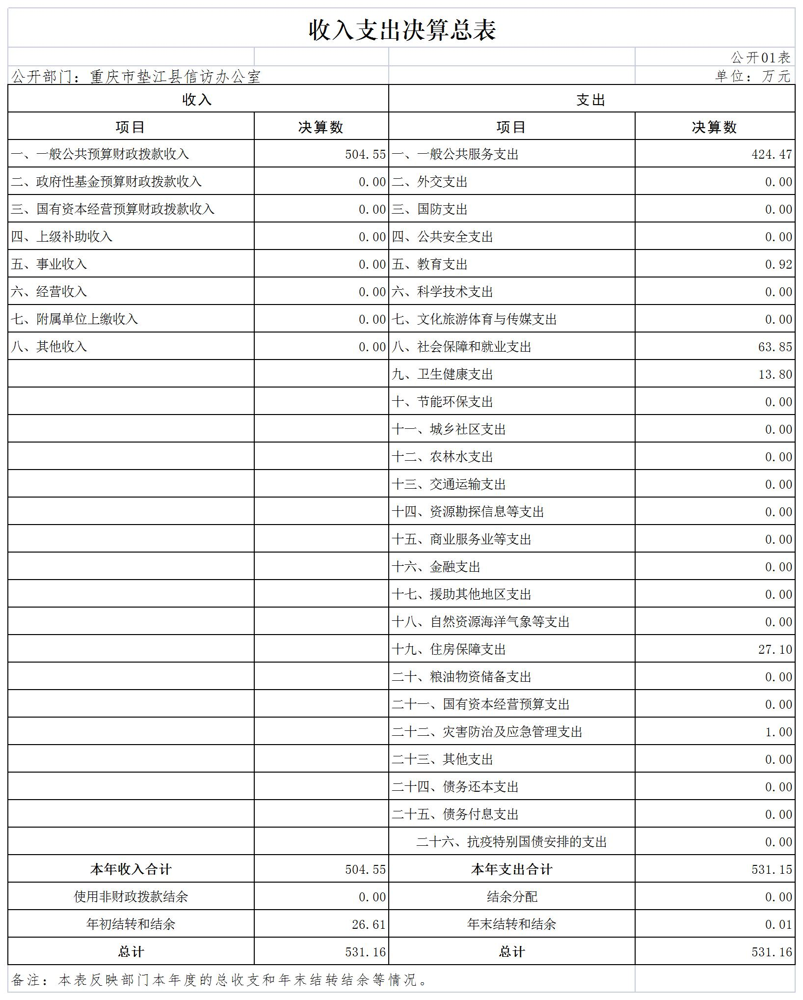 收入支出决算总表
公开01表
公开部门：重庆市垫江县信访办公室 单位：万元
收入 支出
项目 决算数 项目 决算数
一、一般公共预算财政拨款收入 504.55 一、一般公共服务支出 424.47
二、政府性基金预算财政拨款收入 0.00 二、外交支出 0.00
三、国有资本经营预算财政拨款收入 0.00 三、国防支出 0.00
四、上级补助收入 0.00 四、公共安全支出 0.00
五、事业收入 0.00 五、教育支出 0.92
六、经营收入 0.00 六、科学技术支出 0.00
七、附属单位上缴收入 0.00 七、文化旅游体育与传媒支出 0.00
八、其他收入 0.00 八、社会保障和就业支出 63.85
九、卫生健康支出 13.80
十、节能环保支出 0.00
十一、城乡社区支出 0.00
十二、农林水支出 0.00
十三、交通运输支出 0.00
十四、资源勘探信息等支出 0.00
十五、商业服务业等支出 0.00
十六、金融支出 0.00
十七、援助其他地区支出 0.00
十八、自然资源海洋气象等支出 0.00
十九、住房保障支出 27.10
二十、粮油物资储备支出 0.00
二十一、国有资本经营预算支出 0.00
二十二、灾害防治及应急管理支出 1.00
二十三、其他支出 0.00
二十四、债务还本支出 0.00
二十五、债务付息支出 0.00
二十六、抗疫特别国债安排的支出 0.00
本年收入合计 504.55 本年支出合计 531.15
使用非财政拨款结余 0.00 结余分配 0.00
年初结转和结余 26.61 年末结转和结余 0.01
总计 531.16 总计 531.16
备注：本表反映部门本年度的总收支和年末结转结余等情况。